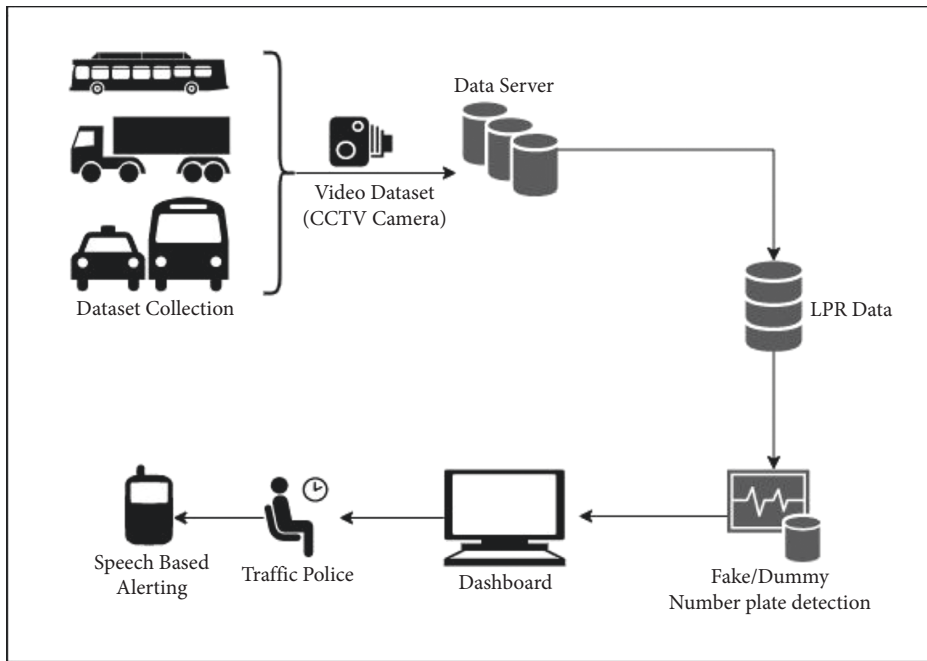 Data Server
Video Dataset
(CCTV Camera)
Dataset Collection
LPR Data
Speech Based
Alerting
Traffic Police
Dashboard
Fake/Dummy
Number plate detection